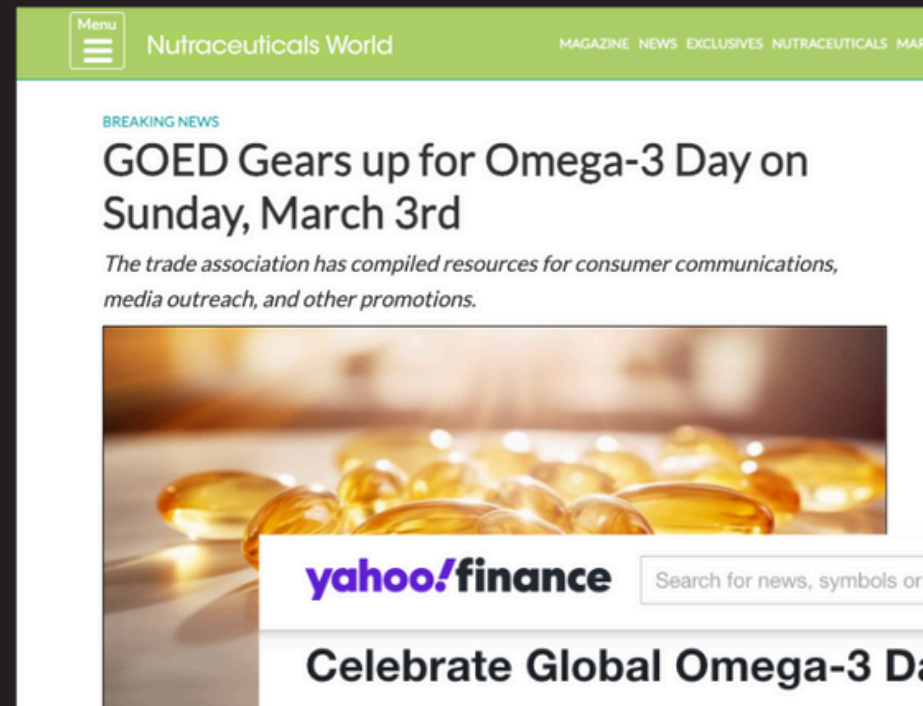 Menu
Nutraceuticals World
MAGAZINE NEWS EXCLUSIVES NUTRACEUTICALS
BREAKING NEWS
GOED Gears up for Omega-3 Day on
Sunday, March 3rd
The trade association has compiled resources for consumer communications,
media outreach, and other promotions.
yahoo!finance
Search for news, symbols or
Celebrate Global Omega-3